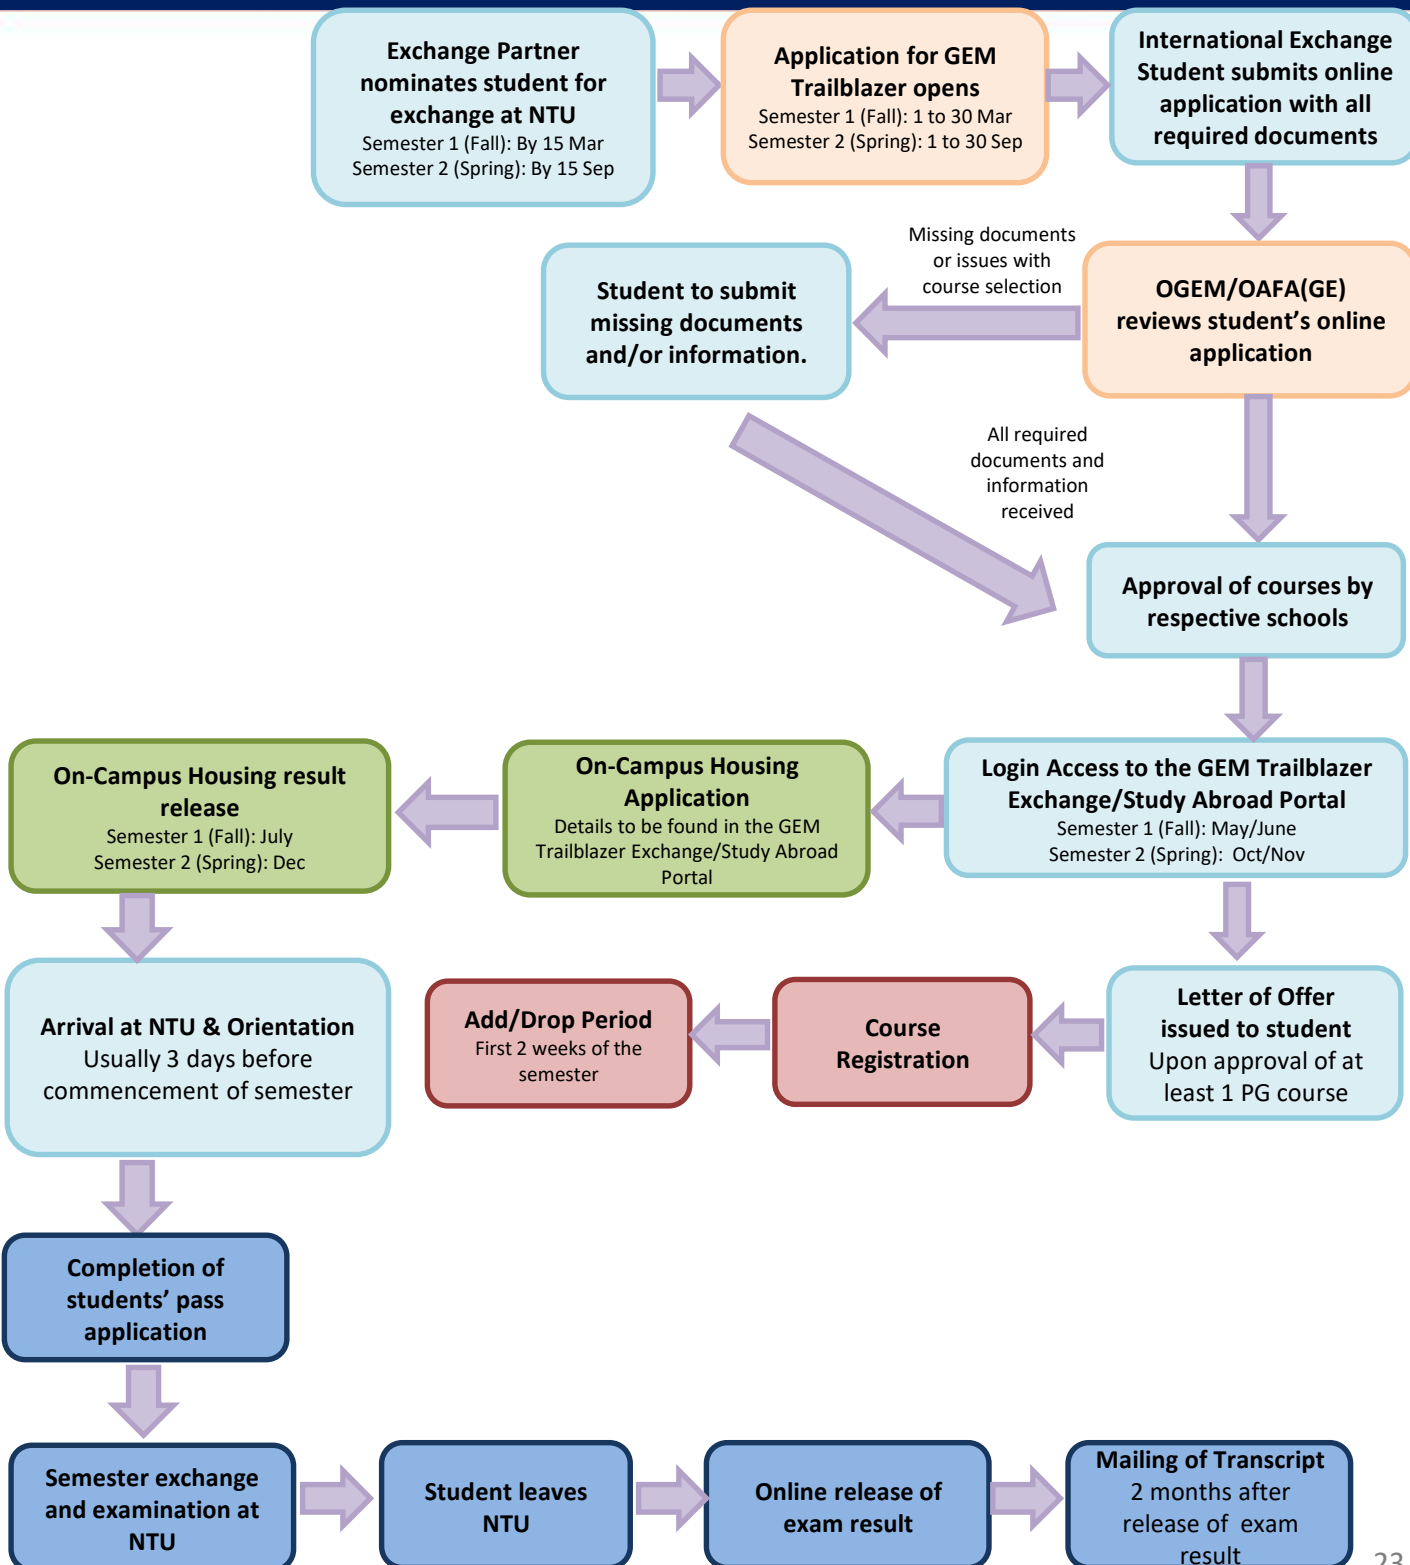 Exchange Partner
nominates student for
exchange at NTU
Semester 1 (Fall): By 15 Mar
Semester 2 (Spring): By 15 Sep
Application for GEM
Trailblazer opens
Semester 1 (Fall): 1 to 30 Mar
Semester 2 (Spring): 1 to 30 Sep
International Exchange
Student submits online
application with all
required documents
Missing documents
or issues with
course selection
Student to submit
missing documents
and/or information.
OGEM/OAFA(GE)
reviews student’s online
application
All required
documents and
information
received
Approval of courses by
respective schools
Login Access to the GEM Trailblazer
Exchange/Study Abroad Portal
Semester 1 (Fall): May/June
Semester 2 (Spring):  Oct/Nov
On-Campus Housing
Application
Details to be found in the GEM
Trailblazer Exchange/Study Abroad
Portal
On-Campus Housing result
release
Semester 1 (Fall): July
Semester 2 (Spring): Dec
Letter of Offer
issued to student
Upon approval of at
least 1 PG course
Course
Registration
Add/Drop Period
First 2 weeks of the
semester
Arrival at NTU & Orientation
Usually 3 days before
commencement of semester
Completion of
students’ pass
application
Semester exchange
and examination at
NTU
Student leaves
NTU
Online release of
exam result
Mailing of Transcript
2 months after
release of  exam
result
23